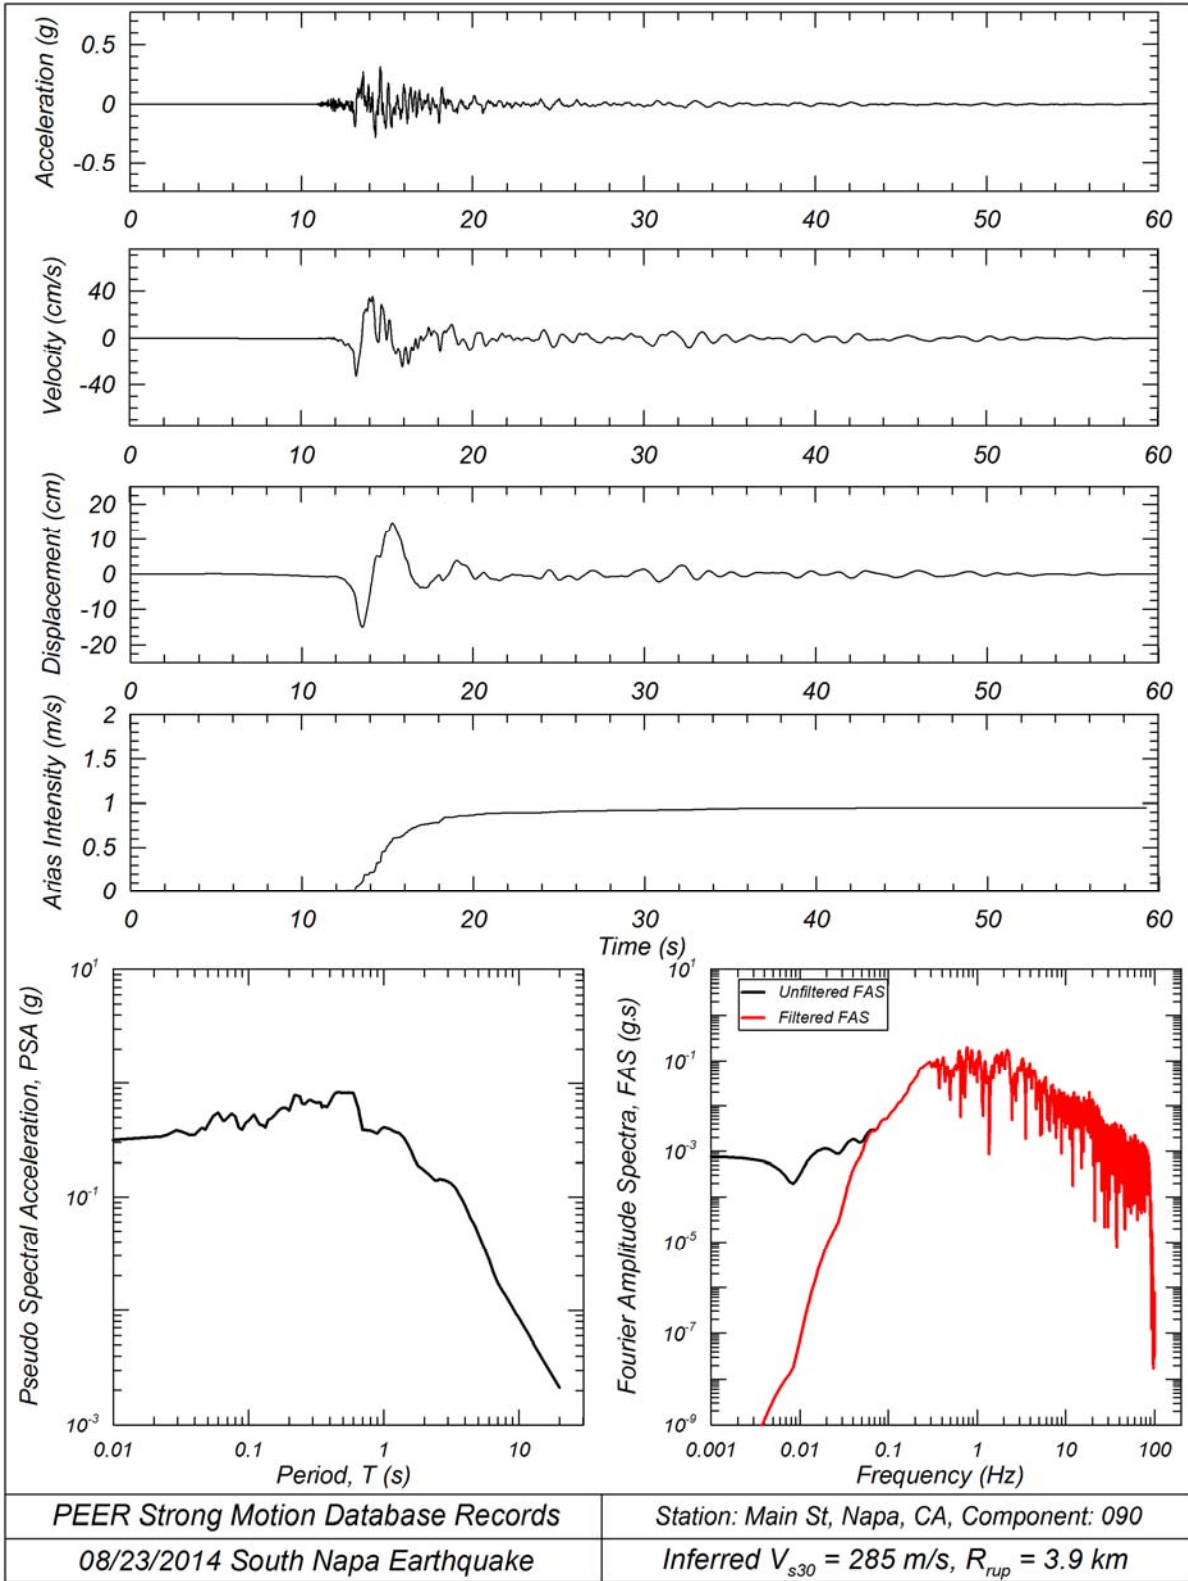 Acceleration (g)
0.5
0
-0.5
0 10 20 30 40 50 60
Velocity (cm/s)
40
0
-40
0 10 20 30 40 50 60
Displacement (cm)
20
10
0
-10
-20
0 10 20 30 40 50 60
Arias Intensity (m/s)
2
1.5
1
0.5
0
0 10 20 30 40 50 60
Time (s)
Pseudo Spectral Acceleration, PSA (g)
10¹
10⁻¹
10⁻³
0.01 0.1 1 10
Period, T (s)
Fourier Amplitude Spectra, FAS (g.s)
10¹
10⁻¹
10⁻³
10⁻⁵
10⁻⁷
10⁻⁹
Unfiltered FAS
Filtered FAS
0.001 0.01 0.1 1 10 100
Frequency (Hz)
PEER Strong Motion Database Records
Station: Main St, Napa, CA, Component: 090
08/23/2014 South Napa Earthquake
Inferred Vs30 = 285 m/s, Rrup = 3.9 km